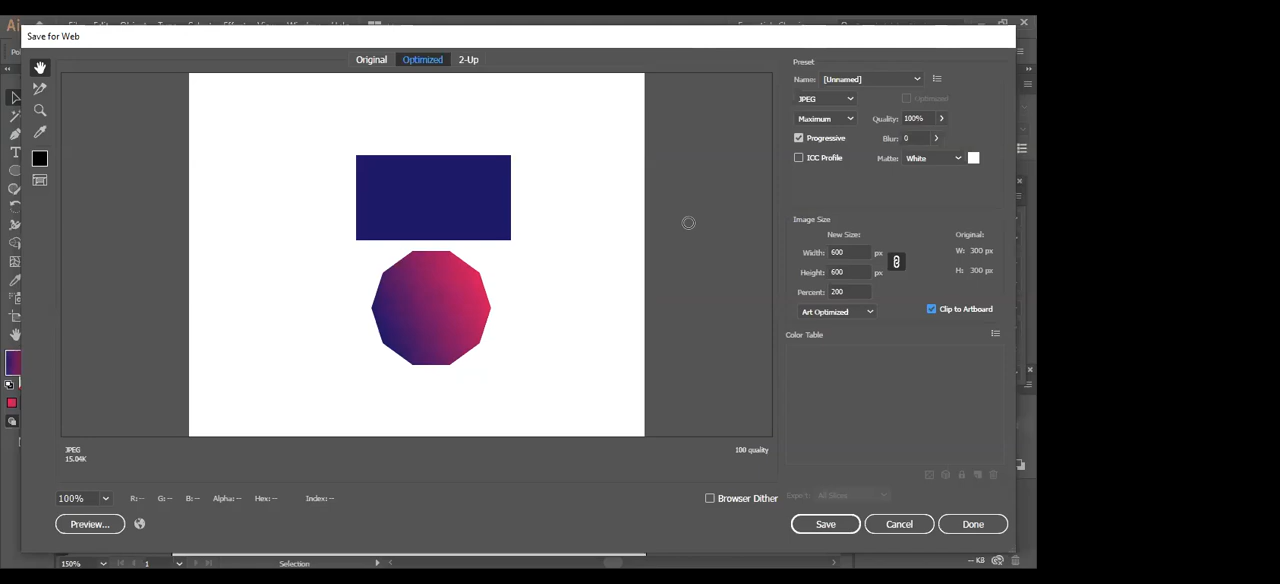 Ai
Save for Web
Original Optimized 2-Up
Preset
Name: [Unnamed]
JPEG Optimized
Maximum Quality: 100%
Progressive Blur: 0
ICC Profile Matte: White
Image Size
New Size: Original:
Width: 600 px W: 300 px
Height: 600 px H: 300 px
Percent: 200
Art Optimized Clip to Artboard
Color Table
JPEG 100 quality
15.04K
100% R: -- G: -- B: -- Alpha: -- Hex: -- Index: -- Browser Dither Export: All Slices
Preview... Save Cancel Done
150% 1 Selection -- KB